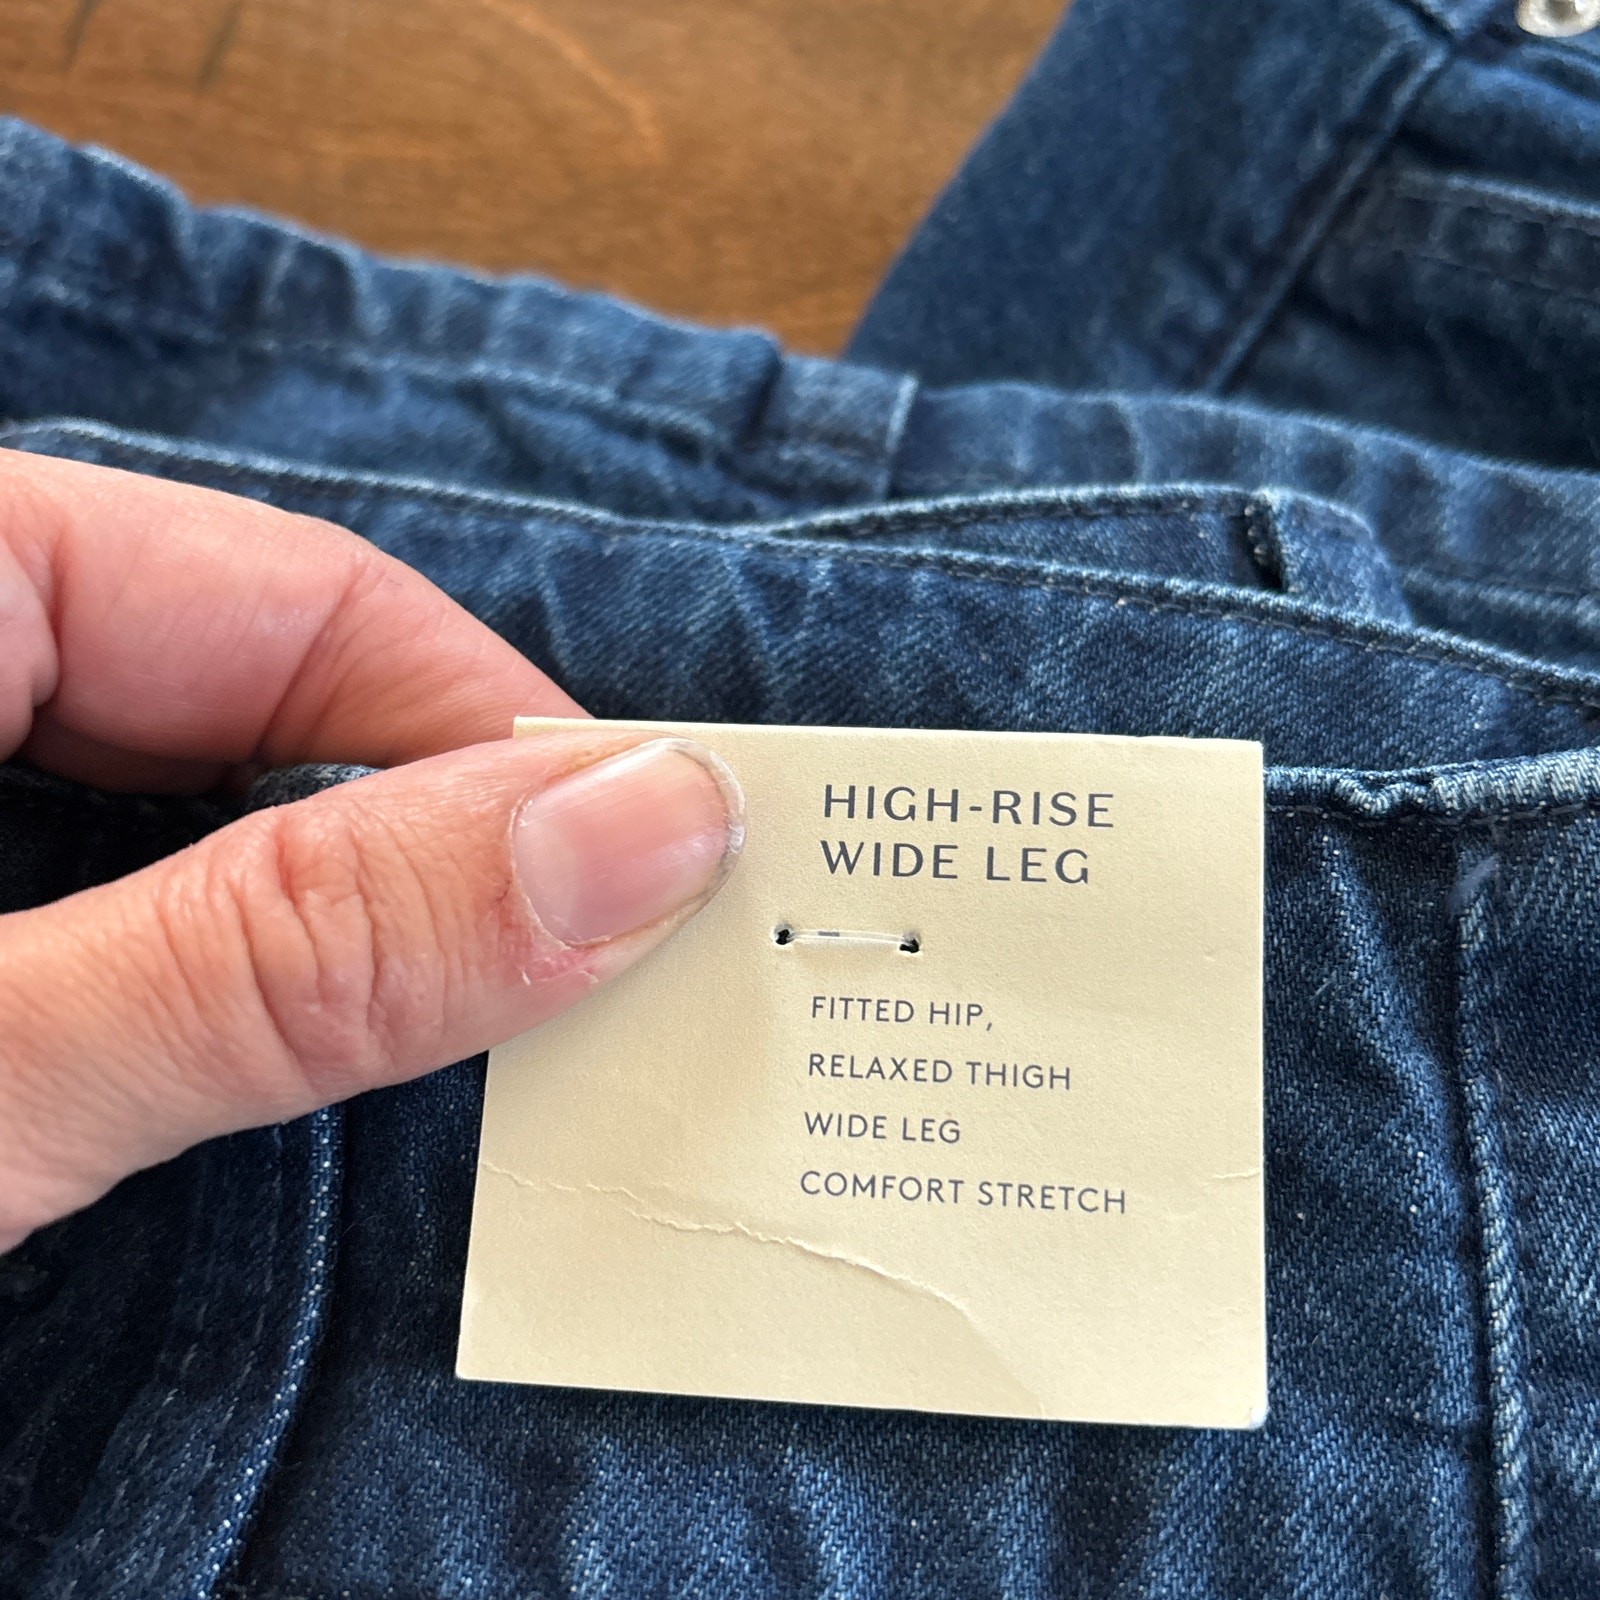 HIGH-RISE
WIDE LEG
FITTED HIP,
RELAXED THIGH
WIDE LEG
COMFORT STRETCH